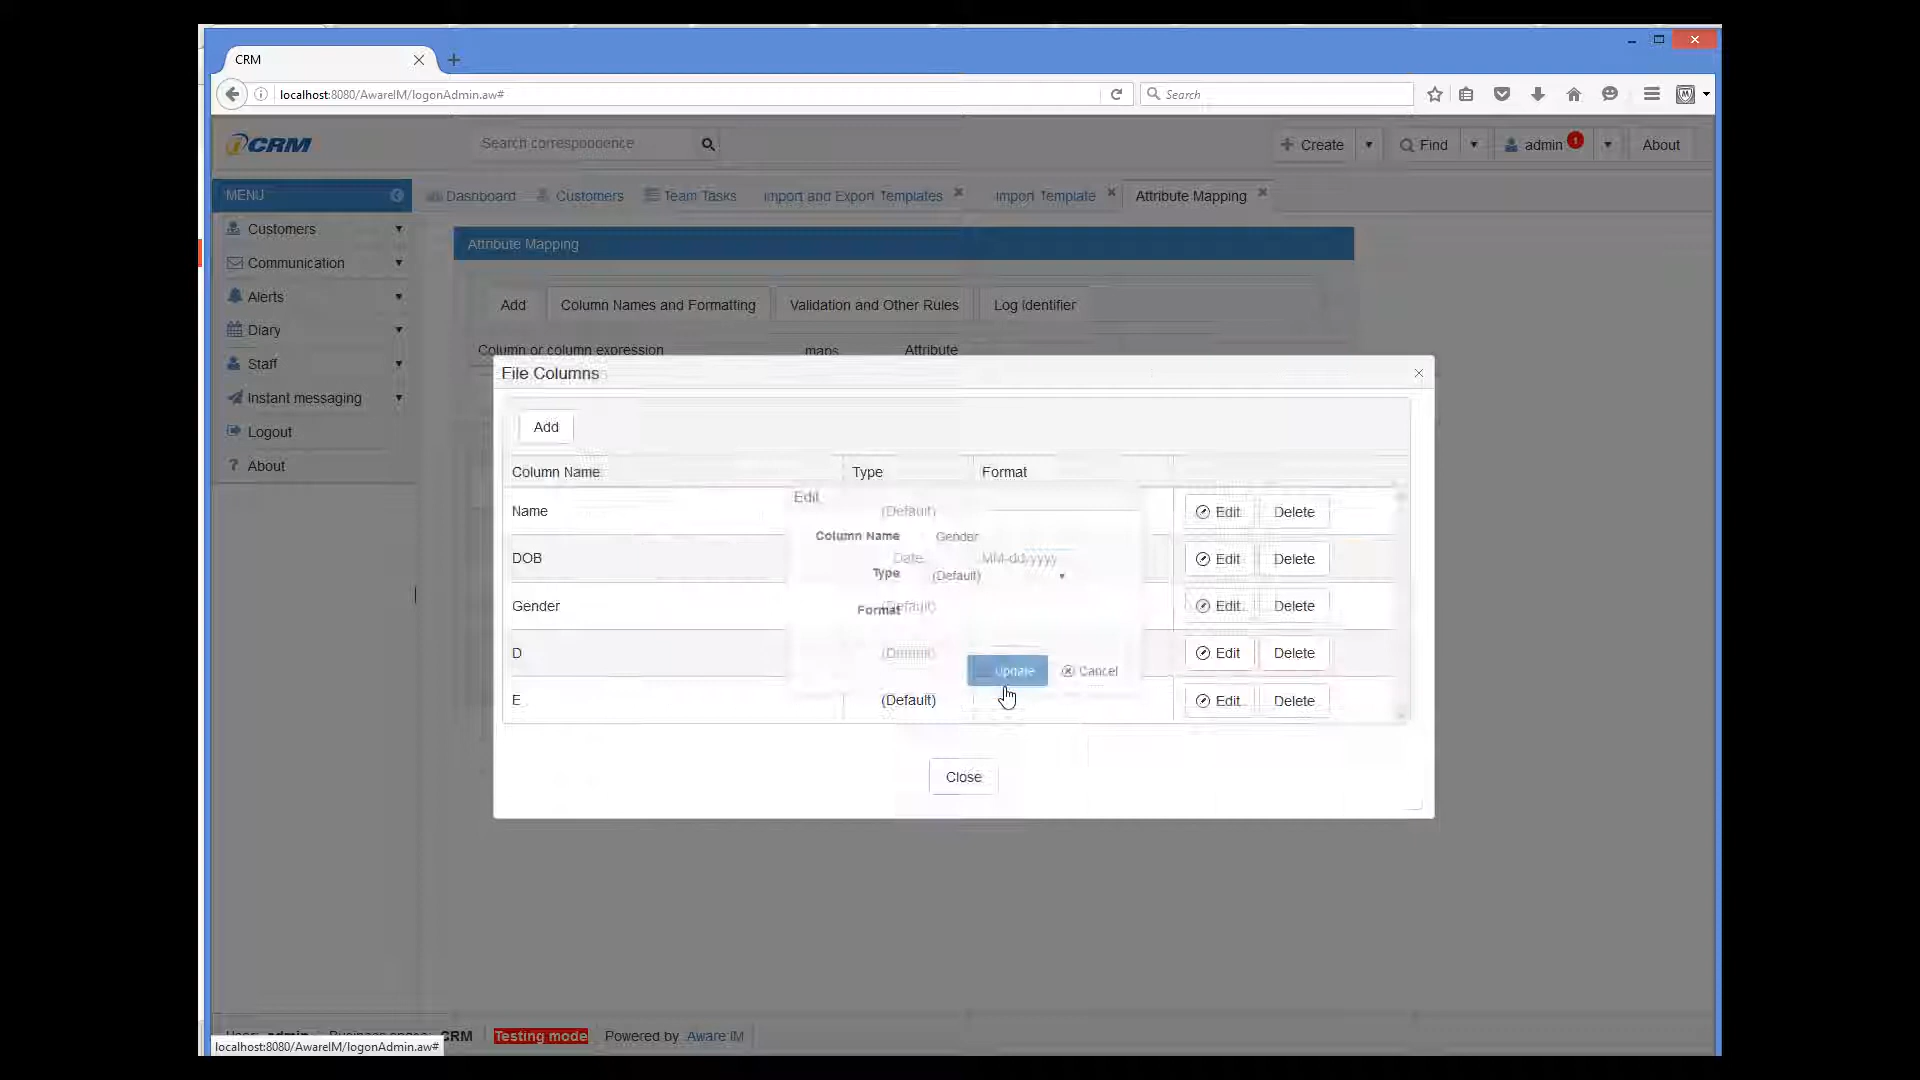 CRM
localhost:8080/AwareIM/logonAdmin.aw#
Search
CRM
Search correspondence
Create
Find
admin
1
About
MENU
Dashboard
Customers
Team Tasks
Import and Export Templates
Import Template
Attribute Mapping
Customers
Communication
Alerts
Diary
Staff
Instant messaging
Logout
? About
Attribute Mapping
Add
Column Names and Formatting
Validation and Other Rules
Log Identifier
Column or column expression
maps
Attribute
File Columns
Add
Column Name
Type
Format
Name
(Default)
Edit
Delete
DOB
Date
MM-dd-yyyy
Edit
Delete
Gender
(Default)
Edit
Delete
D
(Default)
Edit
Delete
E
(Default)
Edit
Delete
Edit
Column Name
Gender
Type
(Default)
Format
Update
Cancel
Close
CRM
Testing mode
Powered by Aware IM
localhost:8080/AwareIM/logonAdmin.aw#